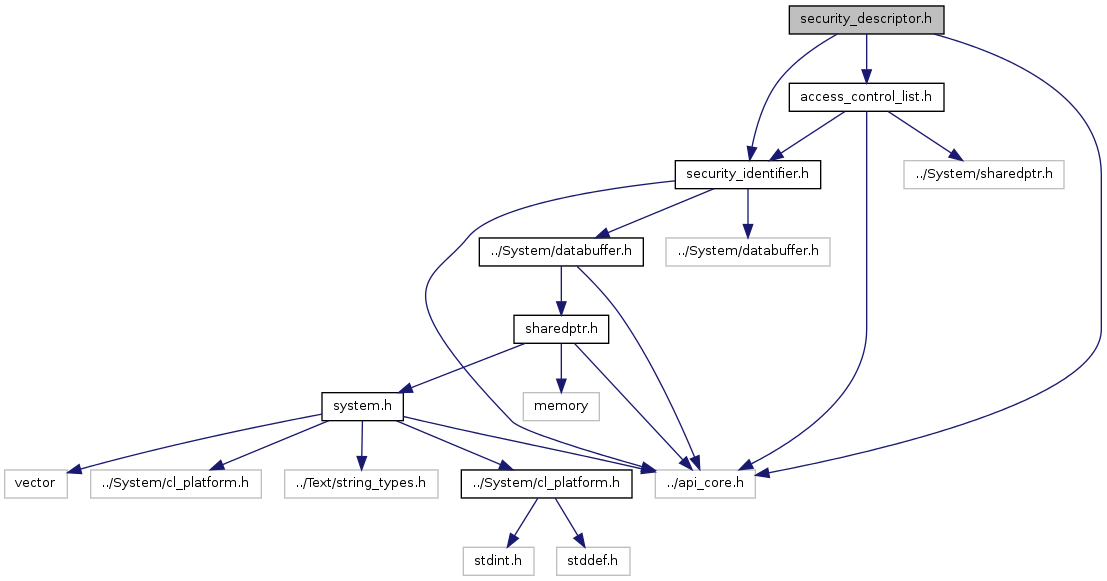 security_descriptor.h
access_control_list.h
security_identifier.h
../System/sharedptr.h
../System/databuffer.h
../System/databuffer.h
sharedptr.h
system.h
memory
vector
../System/cl_platform.h
../Text/string_types.h
../System/cl_platform.h
../api_core.h
stdint.h
stddef.h